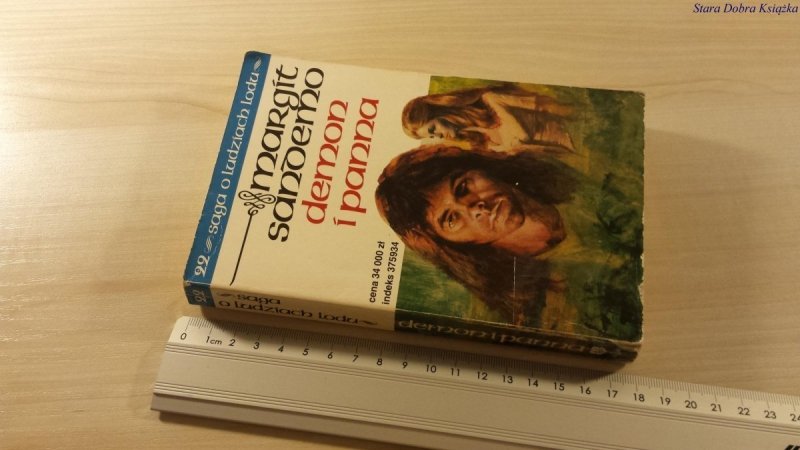 Stara Dobra Książka
22 saga o ludziach lodu
margit
sandemo
demon
i panna
cena 34 000 zł
indeks 375934
22
saga
o ludziach lodu
demon i panna
0 1cm 2 3 4 5 6 7 8 9 10 11 12 13 14 15 16 17 18 19 20 21 22 23 24